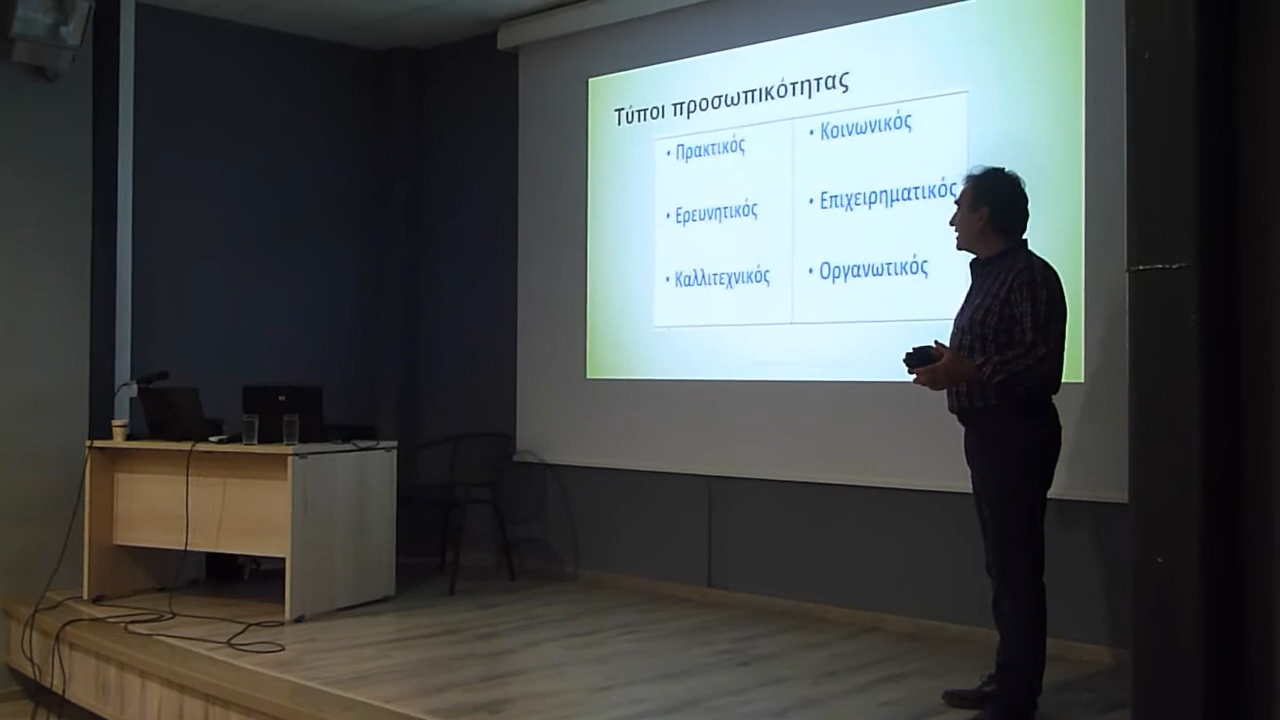 Τύποι προσωπικότητας
• Πρακτικός
• Ερευνητικός
• Καλλιτεχνικός
• Κοινωνικός
• Επιχειρηματικός
• Οργανωτικός